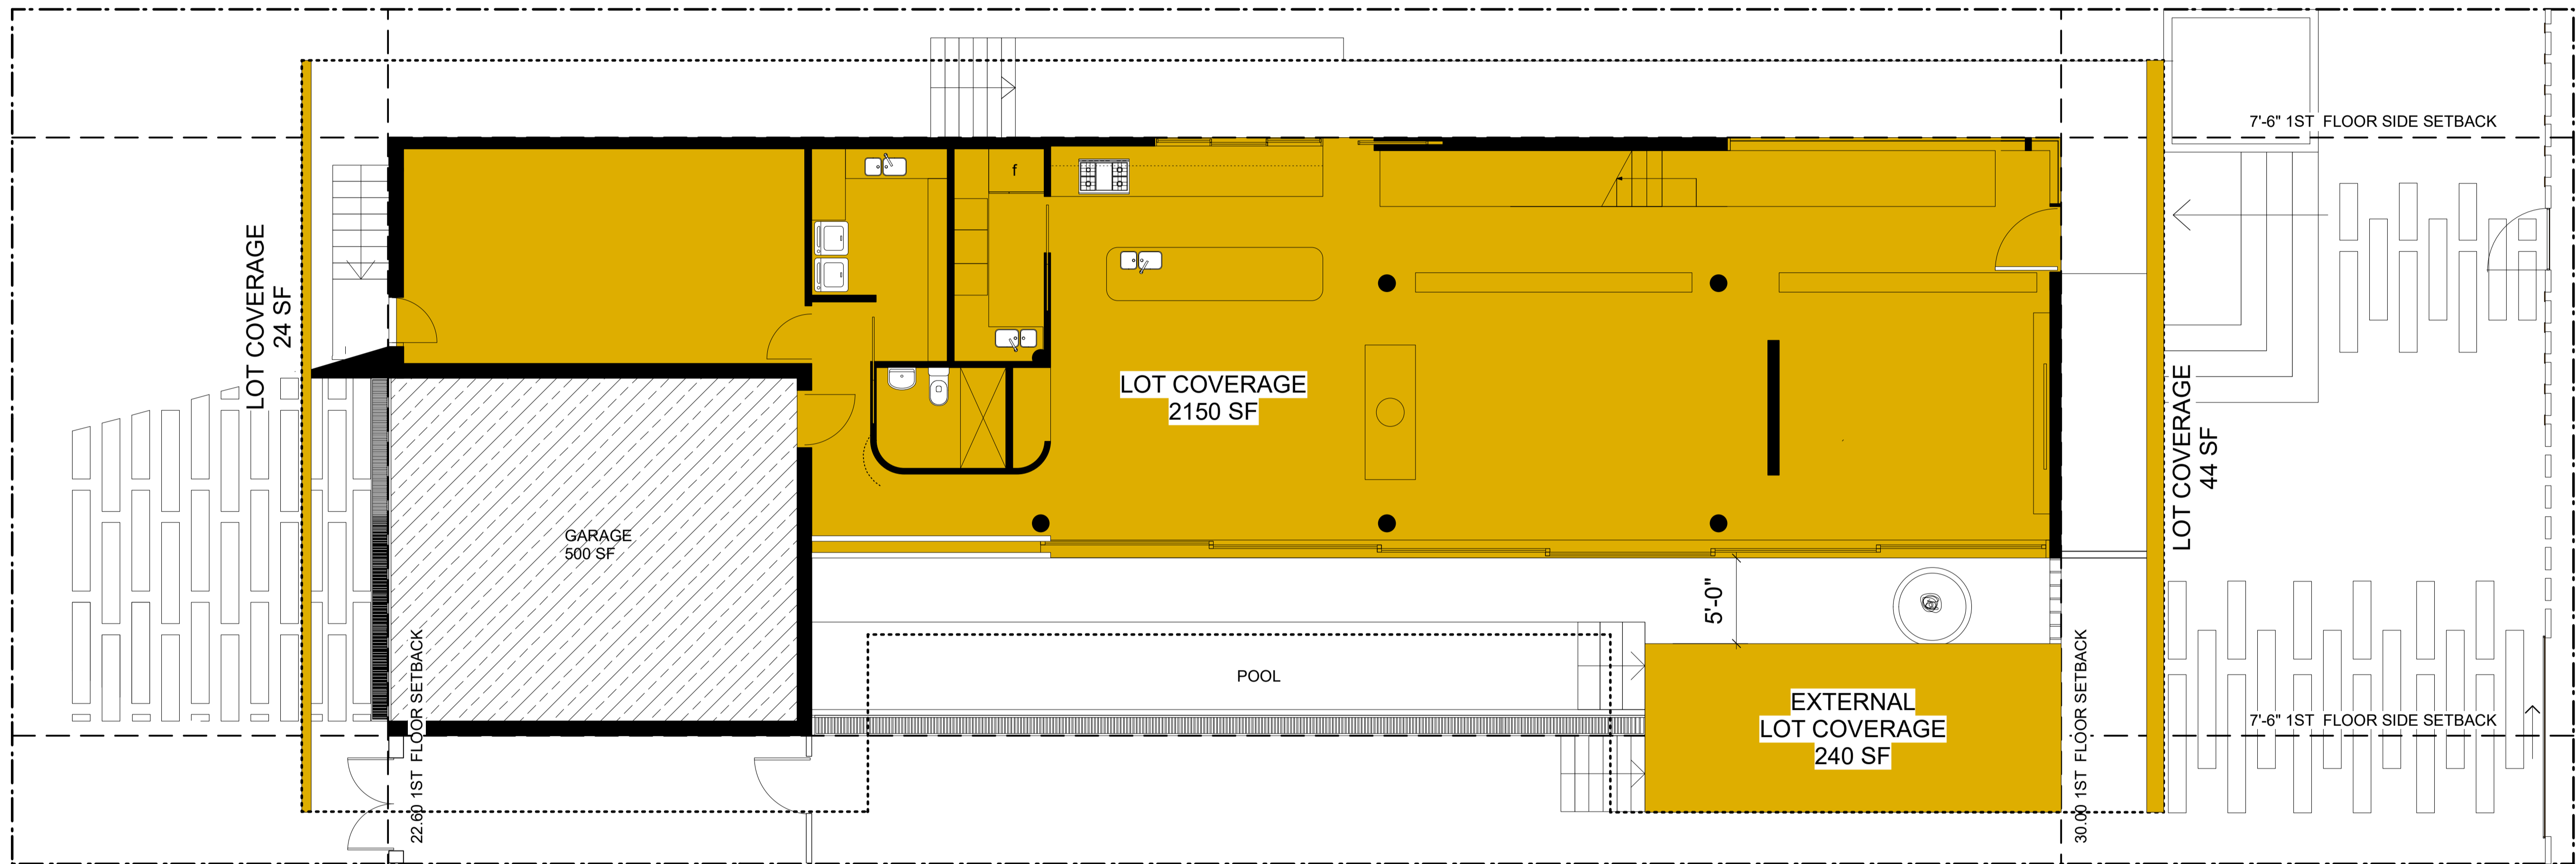 7'-6" 1ST FLOOR SIDE SETBACK
f
LOT COVERAGE
24 SF
LOT COVERAGE
2150 SF
LOT COVERAGE
44 SF
GARAGE
500 SF
5'-0"
POOL
EXTERNAL
LOT COVERAGE
240 SF
22.60 1ST FLOOR SETBACK
30.00 1ST FLOOR SETBACK
7'-6" 1ST FLOOR SIDE SETBACK